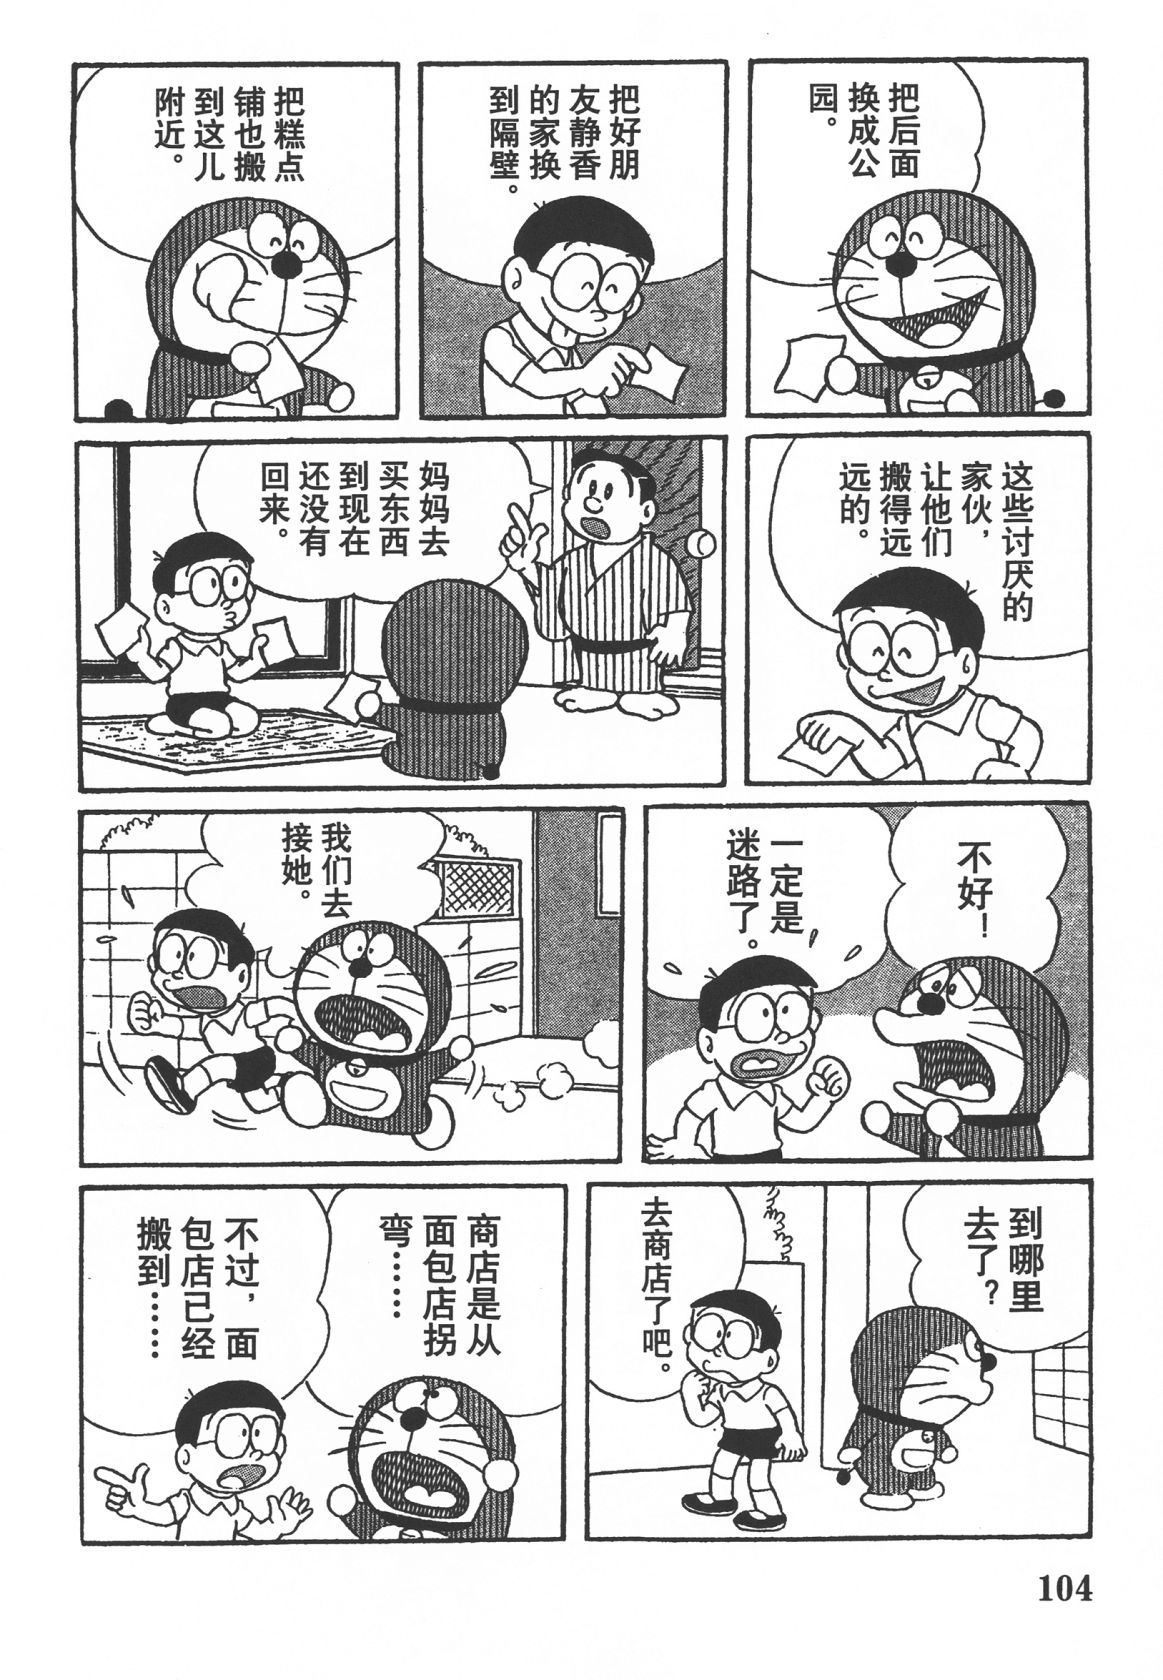 把后面
换成公
园。
把好朋
友静香
的家换
到隔壁。
把糕点
铺也搬
到这儿
附近。
这些讨厌的
家伙，
让他们
搬得远
远的。
妈妈去
买东西
到现在
还没有
回来。
不好！
一定是
迷路了。
我们去
接她。
到哪里
去了？
去商店了吧。
商店是从
面包店拐
弯……
不过，面
包店已经
搬到……
104